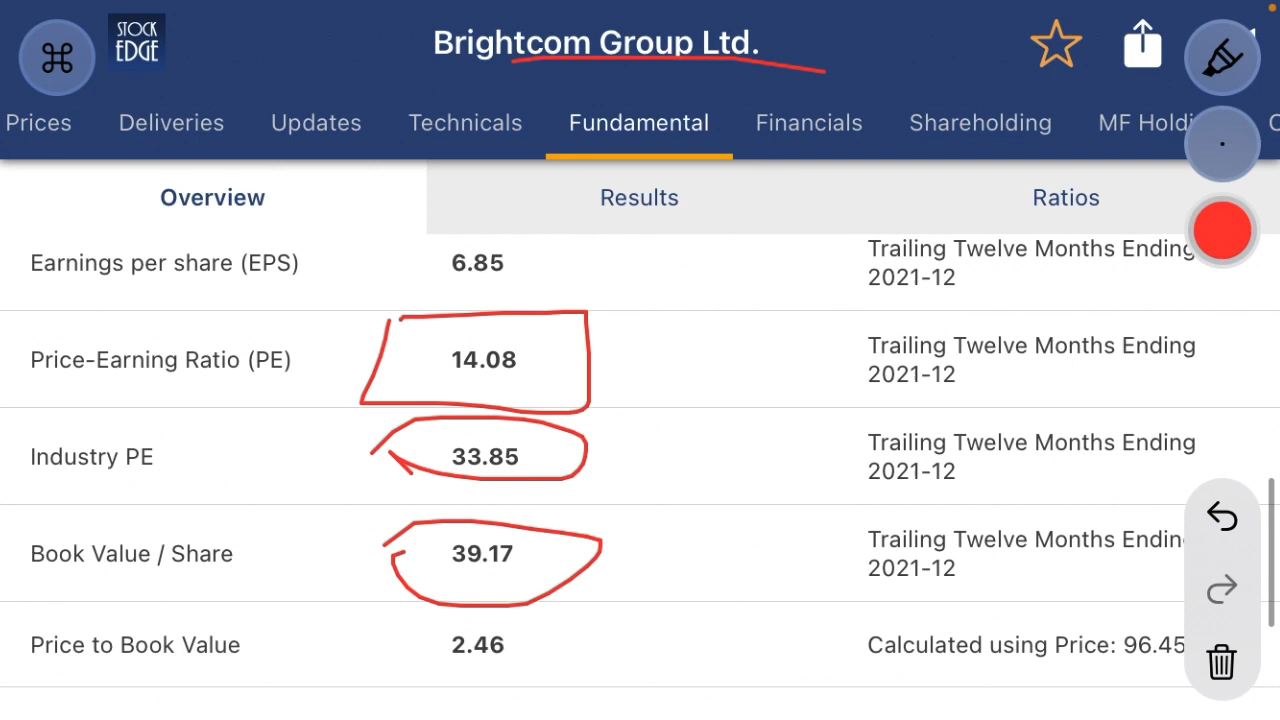 STOCK
EDGE
Brightcom Group Ltd.
Prices Deliveries Updates Technicals Fundamental Financials Shareholding MF Holdi
Overview Results Ratios
Earnings per share (EPS) 6.85 Trailing Twelve Months Ending
2021-12
Price-Earning Ratio (PE) 14.08 Trailing Twelve Months Ending
2021-12
Industry PE 33.85 Trailing Twelve Months Ending
2021-12
Book Value / Share 39.17 Trailing Twelve Months Endin
2021-12
Price to Book Value 2.46 Calculated using Price: 96.45